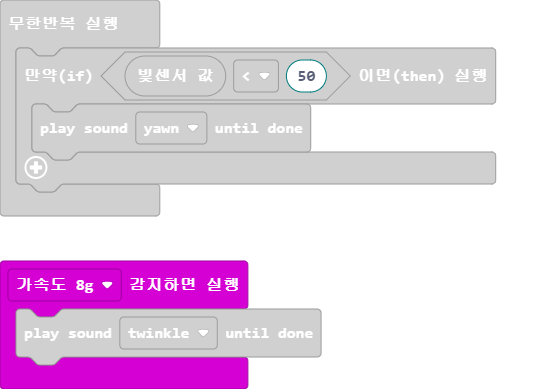 무한반복 실행
만약(if) 빛센서 값 < 50 이면(then) 실행
play sound yawn until done
가속도 8g 감지하면 실행
play sound twinkle until done